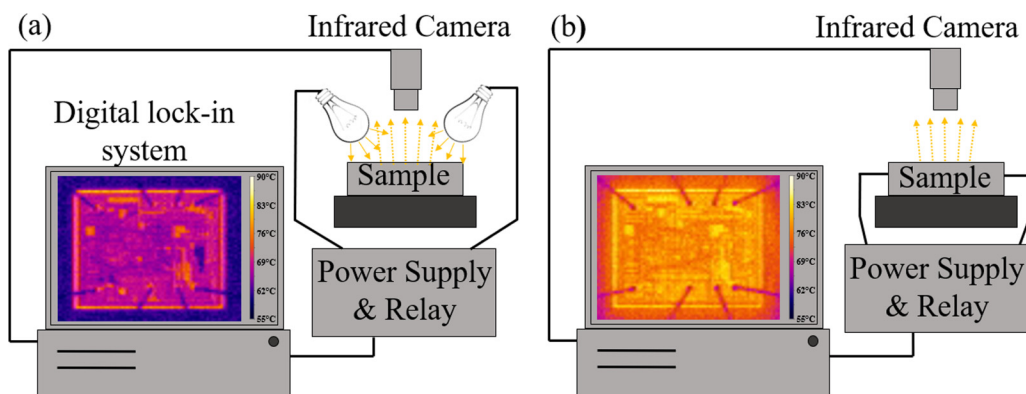 (a)
Infrared Camera
Digital lock-in
system
90°C
83°C
76°C
69°C
62°C
55°C
Sample
Power Supply
& Relay
(b)
Infrared Camera
90°C
83°C
76°C
69°C
62°C
55°C
Sample
Power Supply
& Relay